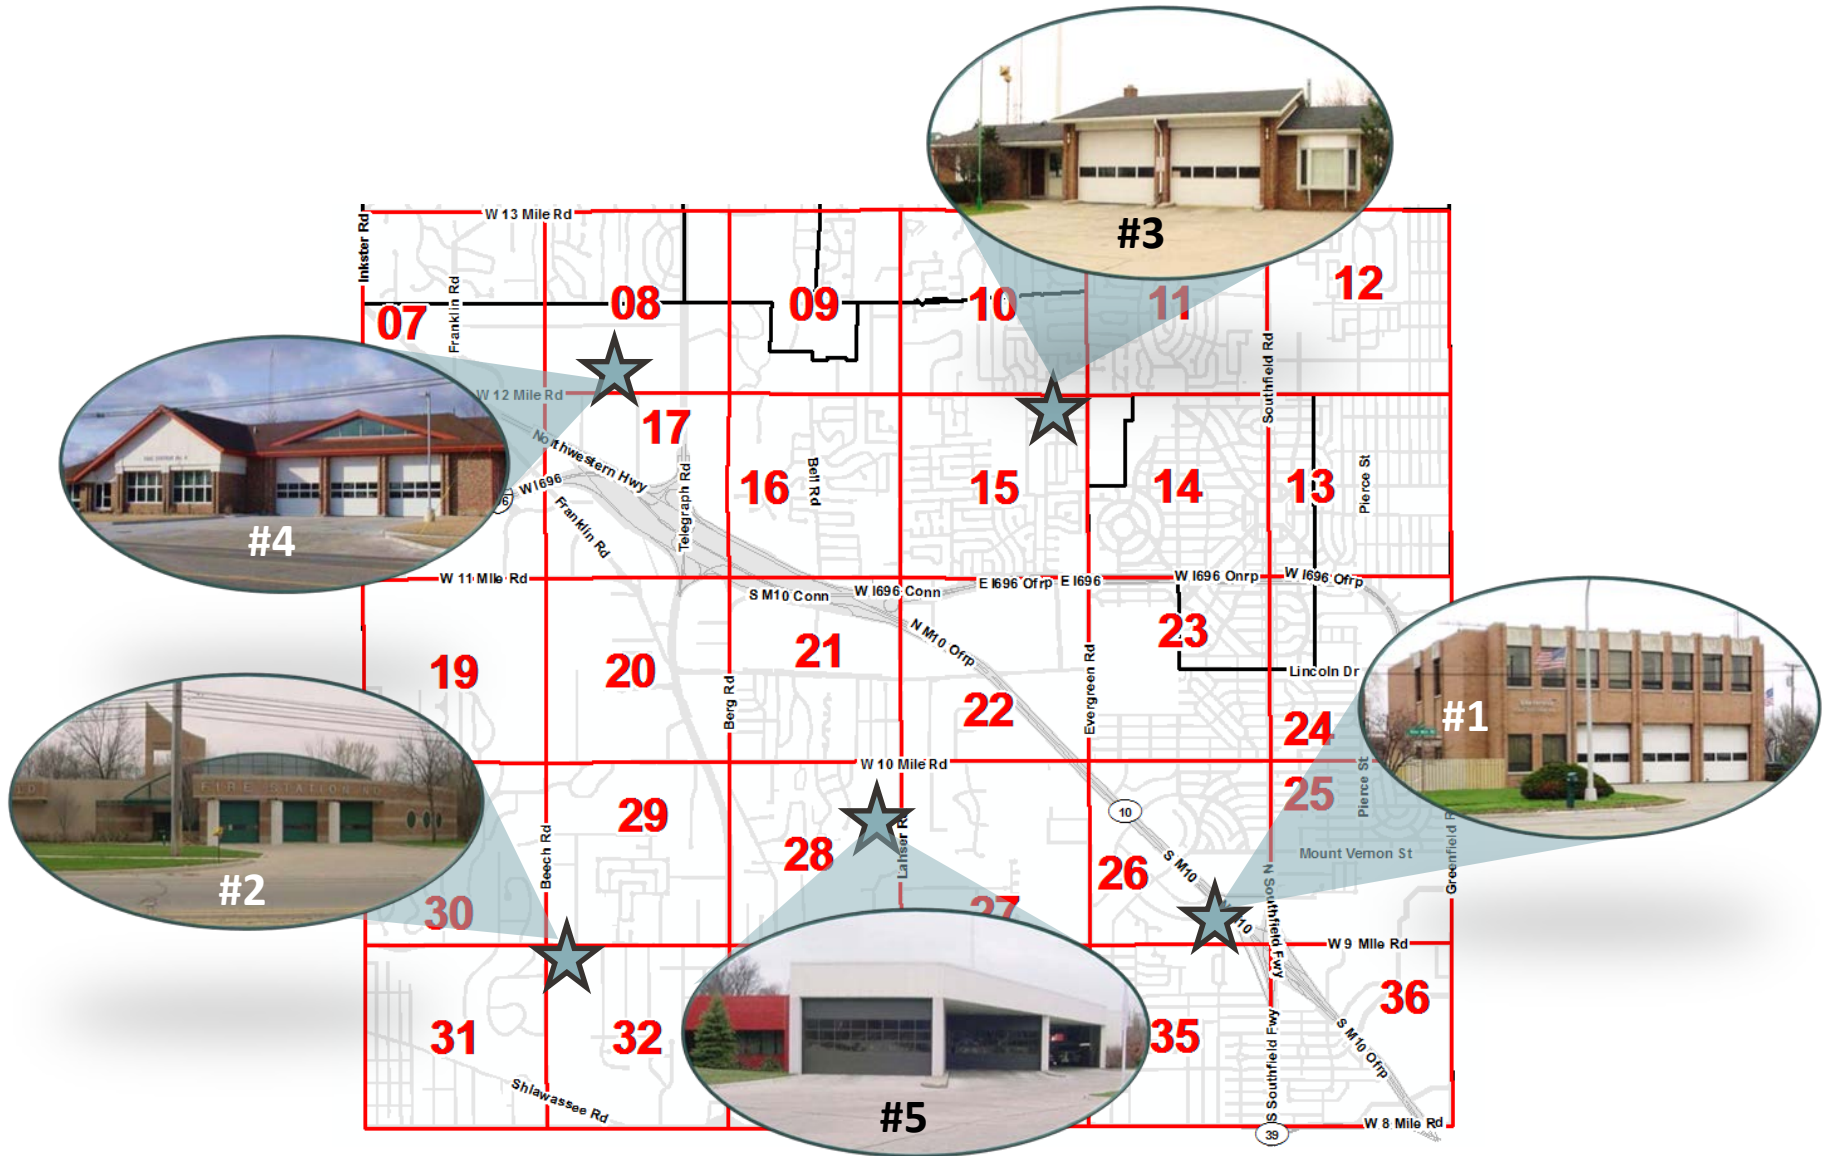 #3
W 13 Mile Rd
Inkster Rd
Franklin Rd
07
08
09
10
11
12
W 12 Mile Rd
Southfield Rd
17
16
15
14
13
Northwestern Hwy
W I696
Franklin Rd
Telegraph Rd
Bell Rd
Pierce St
#4
W 11 Mile Rd
S M10 Conn
W I696 Conn
E I696 Ofrp
E I696
W I696 Onrp
W I696 Ofrp
N M10 Ofrp
19
20
21
22
23
24
Berg Rd
Evergreen Rd
Lincoln Dr
#1
W 10 Mile Rd
FIRE STATION NO
#2
29
28
Lahser Rd
27
10
26
25
Pierce St
S M10
Mount Vernon St
Greenfield R
Beech Rd
30
10
N Southfield Fwy
W 9 Mile Rd
31
32
35
36
S Southfield Fwy
S M10 Ofrp
Shiawassee Rd
#5
39
W 8 Mile Rd